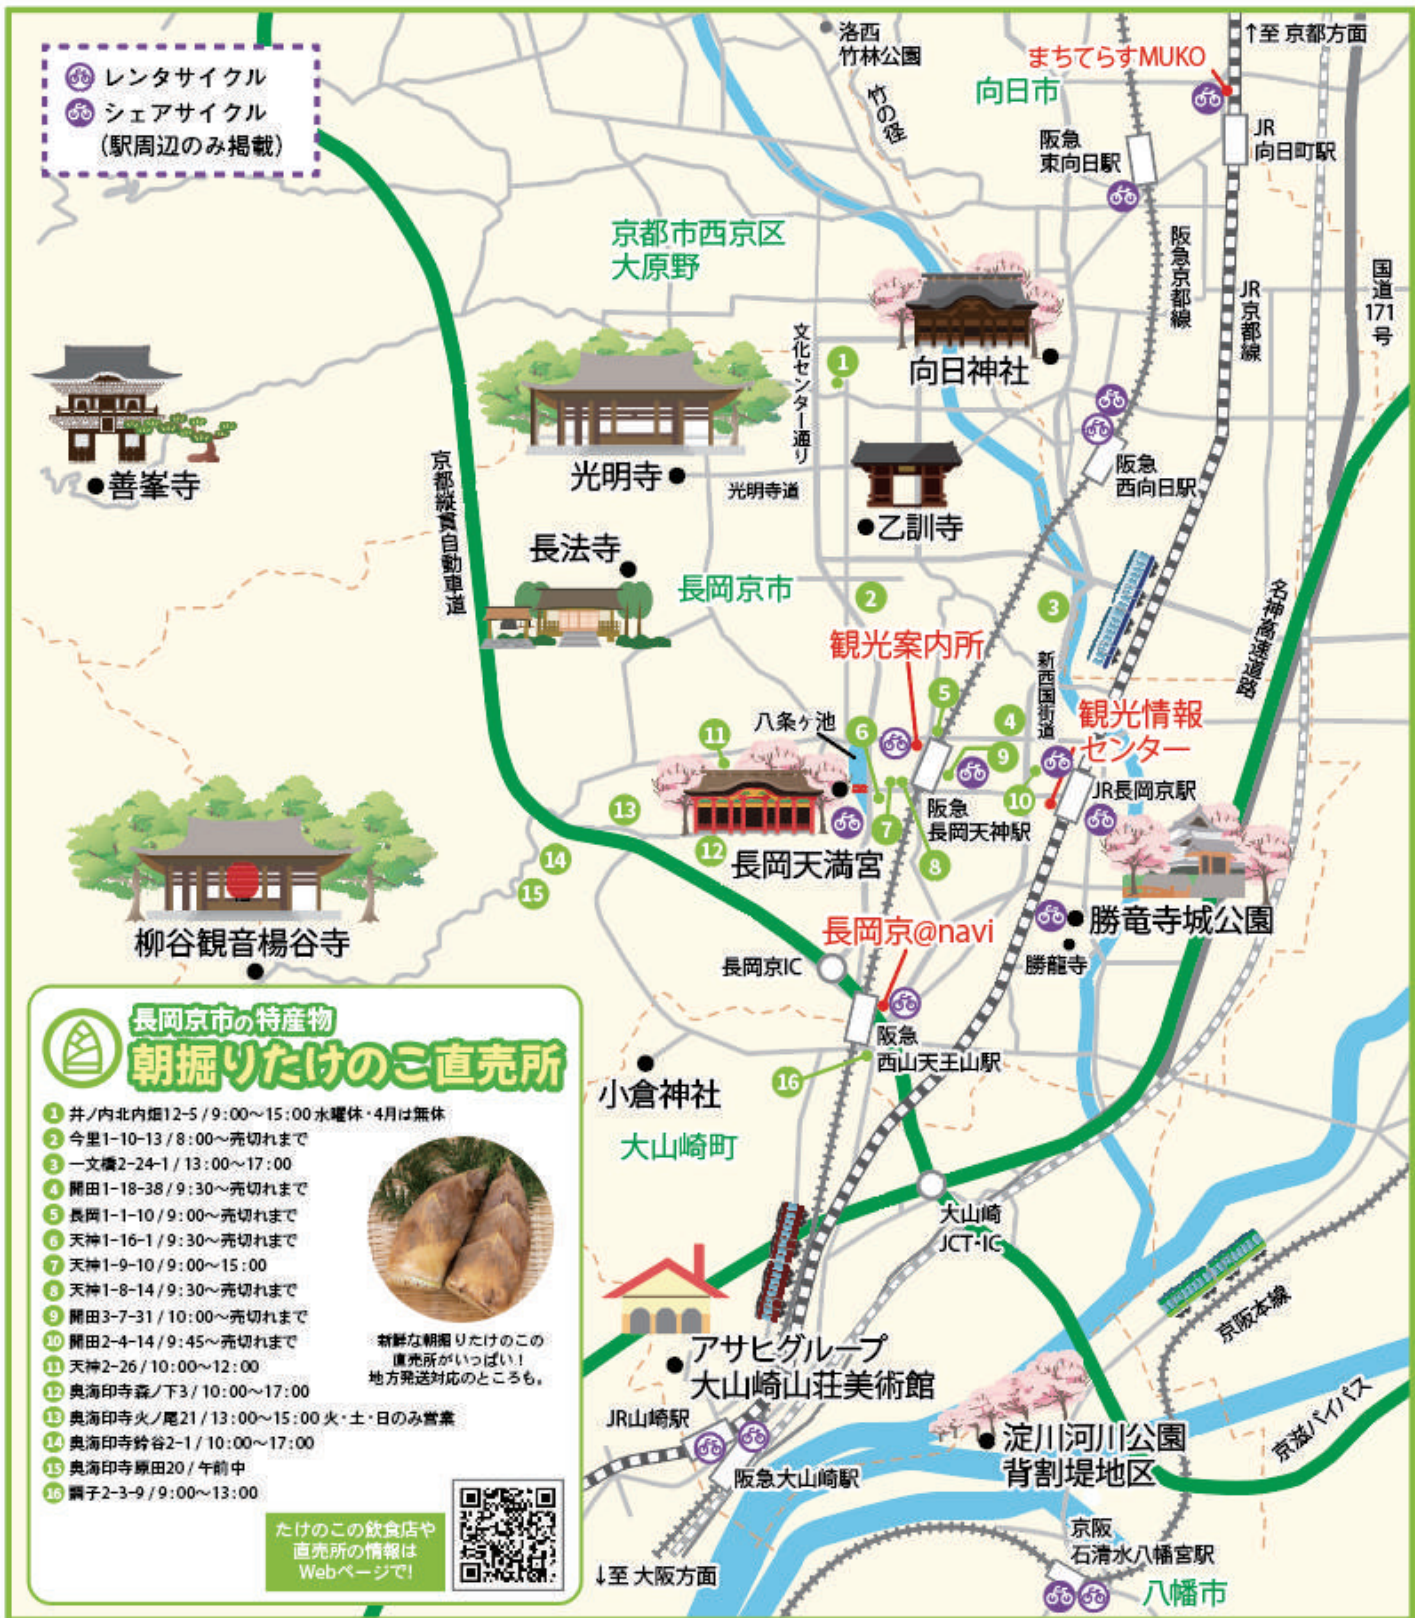 レンタサイクル
シェアサイクル
(駅周辺のみ掲載)
洛西
竹林公園
竹の径
まちてらすMUKO
↑至 京都方面
向日市
JR
向日町駅
阪急
東向日駅
京都市西京区
大原野
阪急京都線
JR京都線
国道171号
向日神社
文化センター通り
1
善峯寺
光明寺
光明寺道
京都縦貫自動車道
乙訓寺
阪急
西向日駅
長法寺
長岡京市
2
3
名神高速道路
観光案内所
新西国街道
5
4
観光情報
センター
八条ヶ池
6
11
9
10
JR長岡京駅
阪急
長岡天神駅
13
7
8
12
長岡天満宮
14
15
勝竜寺城公園
勝龍寺
柳谷観音楊谷寺
長岡京@navi
長岡京IC
阪急
西山天王山駅
16
小倉神社
大山崎町
大山崎
JCT・IC
京阪本線
アサヒグループ
大山崎山荘美術館
JR山崎駅
阪急大山崎駅
淀川河川公園
背割堤地区
京滋バイパス
京阪
石清水八幡宮駅
八幡市
↓至 大阪方面
長岡京市の特産物
朝掘りたけのこ直売所
1 井ノ内北内畑12-5 / 9:00〜15:00 水曜休・4月は無休
2 今里1-10-13 / 8:00〜売切れまで
3 一文橋2-24-1 / 13:00〜17:00
4 開田1-18-38 / 9:30〜売切れまで
5 長岡1-1-10 / 9:00〜売切れまで
6 天神1-16-1 / 9:30〜売切れまで
7 天神1-9-10 / 9:00〜15:00
8 天神1-8-14 / 9:30〜売切れまで
9 開田3-7-31 / 10:00〜売切れまで
10 開田2-4-14 / 9:45〜売切れまで
11 天神2-26 / 10:00〜12:00
12 奥海印寺森ノ下3 / 10:00〜17:00
13 奥海印寺火ノ尾21 / 13:00〜15:00 火・土・日のみ営業
14 奥海印寺鈴谷2-1 / 10:00〜17:00
15 奥海印寺原田20 / 午前中
16 調子2-3-9 / 9:00〜13:00
新鮮な朝掘りたけのこの
直売所がいっぱい!
地方発送対応のところも。
たけのこの飲食店や
直売所の情報は
Webページで!